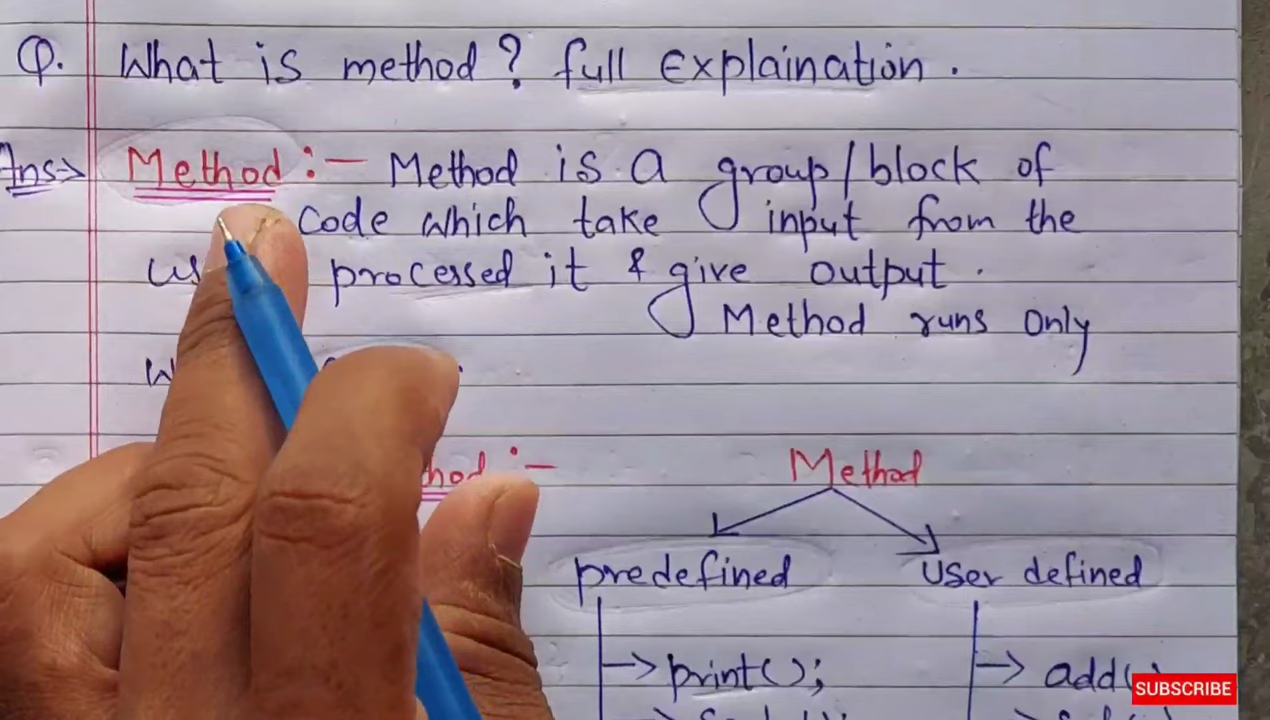 Q. What is method? full explaination.
Ans-> Method :- Method is a group/block of
code which take input from the
processed it & give output.
Method runs only
:-
Method
predefined User defined
-> print(); -> add(
SUBSCRIBE